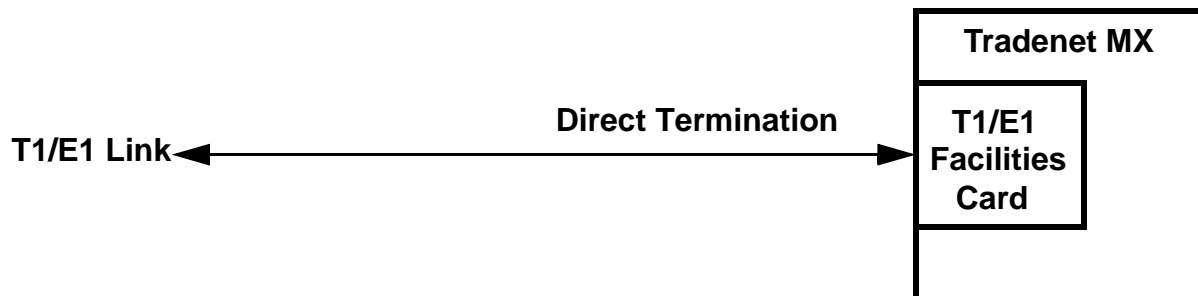 Tradenet MX
Direct Termination
T1/E1 Link
T1/E1
Facilities
Card